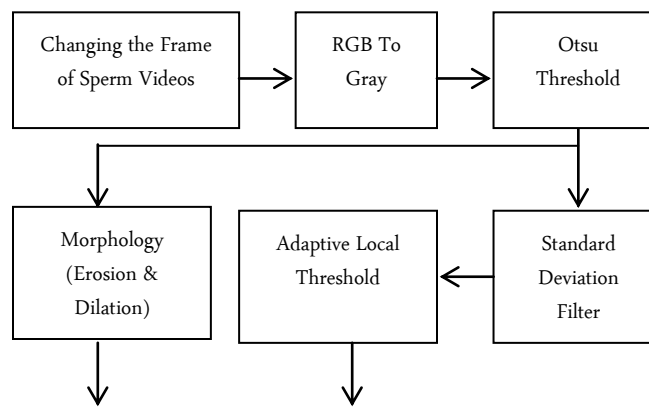 Changing the Frame
of Sperm Videos
RGB To
Gray
Otsu
Threshold
Morphology
(Erosion &
Dilation)
Adaptive Local
Threshold
Standard
Deviation
Filter